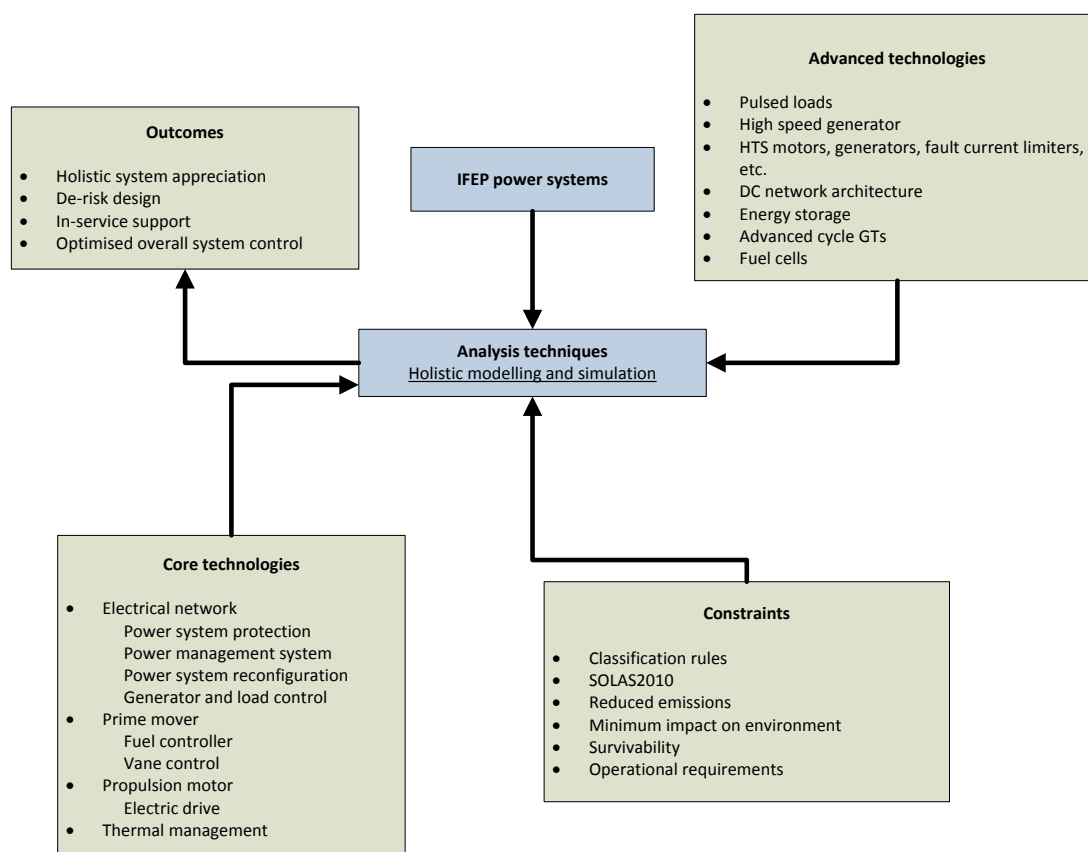 Outcomes
• Holistic system appreciation
• De-risk design
• In-service support
• Optimised overall system control
IFEP power systems
Advanced technologies
• Pulsed loads
• High speed generator
• HTS motors, generators, fault current limiters,
etc.
• DC network architecture
• Energy storage
• Advanced cycle GTs
• Fuel cells
Analysis techniques
Holistic modelling and simulation
Core technologies
• Electrical network
Power system protection
Power management system
Power system reconfiguration
Generator and load control
• Prime mover
Fuel controller
Vane control
• Propulsion motor
Electric drive
• Thermal management
Constraints
• Classification rules
• SOLAS2010
• Reduced emissions
• Minimum impact on environment
• Survivability
• Operational requirements